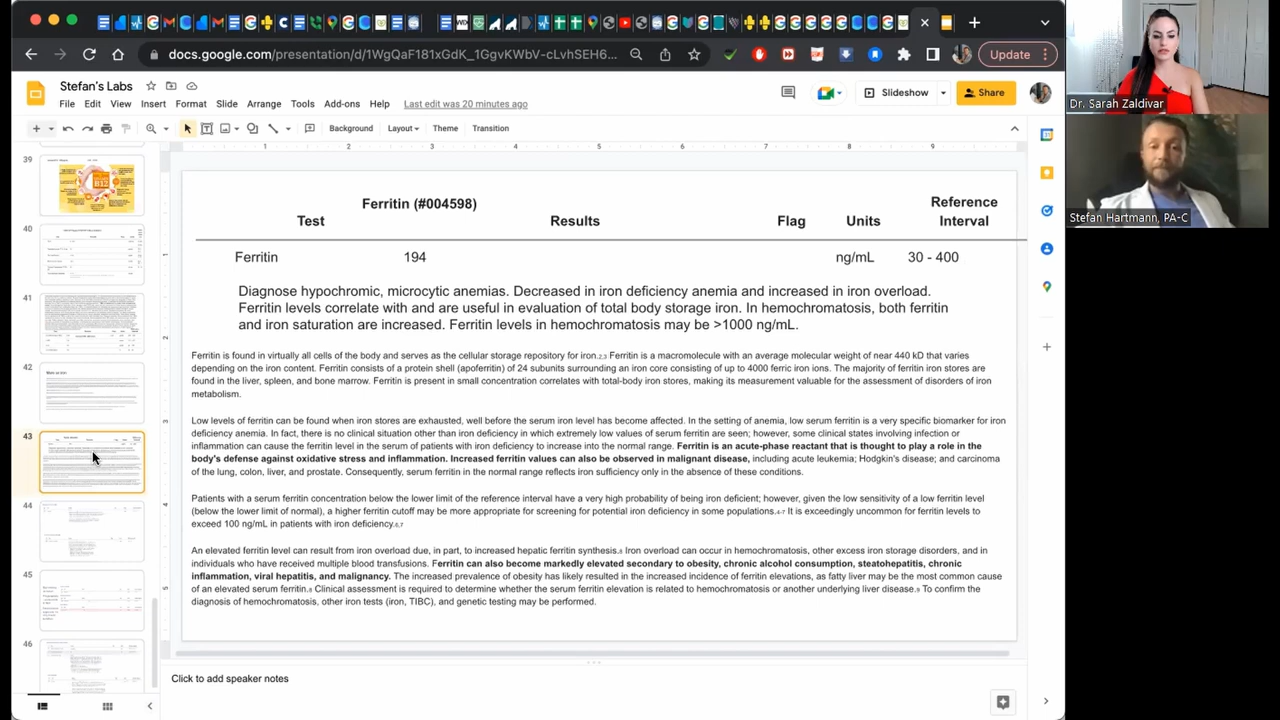 docs.google.com/presentation/d/1WgQaH
Update
Dr. Sarah Zaldivar
Stefan Hartmann, PA-C
Stefan's Labs
File Edit View Insert Format Slide Arrange Tools Add-ons Help Last edit was 20 minutes ago
Slideshow
Share
Background Layout Theme Transition
1 2 3 4 5 6 7 8 9
39
40
41
42
43
44
45
46
Ferritin (#004598)
Test Results Flag Units Reference Interval
Ferritin 194 ng/mL 30 - 400
Diagnose hypochromic, microcytic anemias. Decreased in iron deficiency anemia and increased in iron overload.
Ferritin levels correlate with and are useful in evaluation of total body storage iron. In hemochromatosis, both ferritin
and iron saturation are increased. Ferritin levels in hemochromatosis may be >1000 ng/mL.
Ferritin is found in virtually all cells of the body and serves as the cellular storage repository for iron.2,3 Ferritin is a macromolecule with an average molecular weight of near 440 kD that varies
depending on the iron content. Ferritin consists of a protein shell (apoferritin) of 24 subunits surrounding an iron core consisting of up to 4000 ferric iron ions. The majority of ferritin iron stores are
found in the liver, spleen, and bone marrow. Ferritin is present in small concentration correlates with total-body iron stores, making its measurement valuable for the assessment of disorders of iron
metabolism.
Low levels of ferritin can be found when iron stores are exhausted, well before the serum iron level has become affected. In the setting of anemia, low serum ferritin is a very specific biomarker for iron
deficiency anemia. In fact, there is no clinical situation other than iron deficiency in which extremely low values of serum ferritin are seen; however, some clinical states involving infection or
inflammation can cause the ferritin level in the serum of patients with iron deficiency to increase into the normal range. Ferritin is an acute-phase reactant that is thought to play a role in the
body's defense against oxidative stress and inflammation. Increased ferritin values can also be observed in malignant disease, including acute leukemia; Hodgkin's disease; and carcinoma
of the lung, colon, liver, and prostate. Consequently, serum ferritin in the normal range reflects iron sufficiency only in the absence of these conditions.
Patients with a serum ferritin concentration below the lower limit of the reference interval have a very high probability of being iron deficient; however, given the low sensitivity of a low ferritin level
(below the lower limit of normal), a higher ferritin cutoff may be more appropriate for screening for potential iron deficiency in some populations.4-7 It is exceedingly uncommon for ferritin levels to
exceed 100 ng/mL in patients with iron deficiency.6,7
An elevated ferritin level can result from iron overload due, in part, to increased hepatic ferritin synthesis.8 Iron overload can occur in hemochromatosis, other excess iron storage disorders, and in
individuals who have received multiple blood transfusions. Ferritin can also become markedly elevated secondary to obesity, chronic alcohol consumption, steatohepatitis, chronic
inflammation, viral hepatitis, and malignancy. The increased prevalence of obesity has likely resulted in the increased incidence of ferritin elevations, as fatty liver may be the most common cause
of an elevated serum ferritin.9 Clinical assessment is required to determine whether the serum ferritin elevation is related to hemochromatosis or another underlying liver disease.9 To confirm the
diagnosis of hemochromatosis, other iron tests (iron, TIBC), and genetic testing may be performed.
Click to add speaker notes